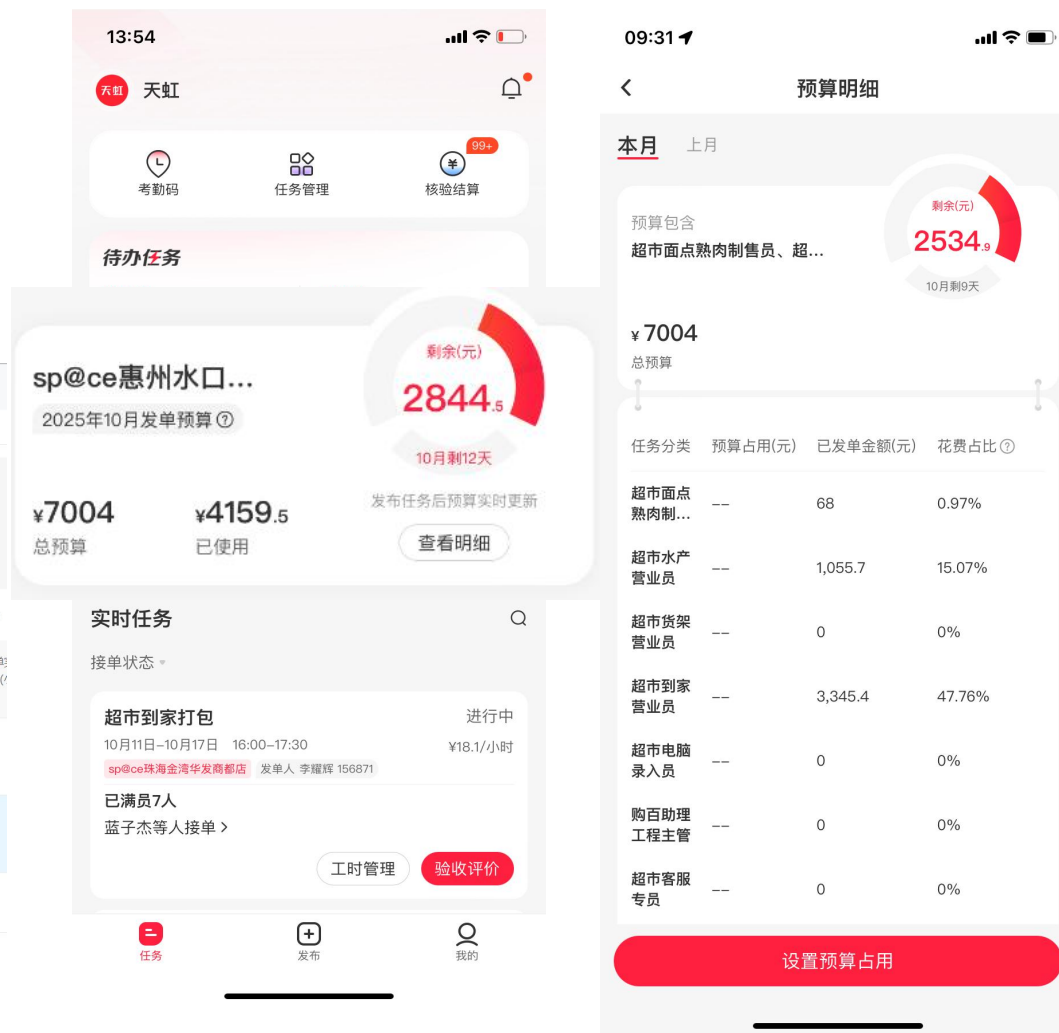 13:54
天虹
天虹
99+
考勤码
任务管理
核验结算
待办任务
sp@ce惠州水口...
2025年10月发单预算
剩余(元)
2844.5
10月剩12天
发布任务后预算实时更新
¥7004
总预算
¥4159.5
已使用
查看明细
实时任务
接单状态
超市到家打包
进行中
10月11日-10月17日 16:00-17:30
¥18.1/小时
sp@ce珠海金湾华发商都店 发单人 李耀辉 156871
已满员7人
蓝子杰等人接单 >
工时管理
验收评价
任务
发布
我的
09:31
预算明细
本月
上月
预算包含
超市面点熟肉制售员、超...
剩余(元)
2534.9
10月剩9天
¥ 7004
总预算
任务分类 预算占用(元) 已发单金额(元) 花费占比
超市面点
熟肉制... -- 68 0.97%
超市水产
营业员 -- 1,055.7 15.07%
超市货架
营业员 -- 0 0%
超市到家
营业员 -- 3,345.4 47.76%
超市电脑
录入员 -- 0 0%
购百助理
工程主管 -- 0 0%
超市客服
专员 -- 0 0%
设置预算占用